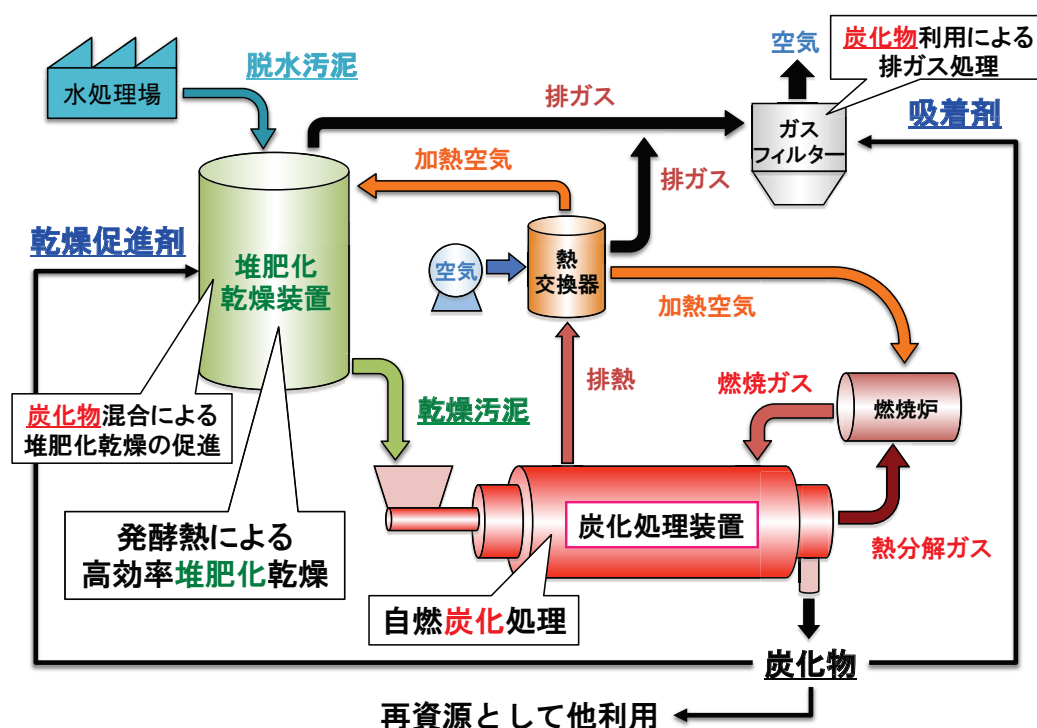 空気
炭化物利用による
排ガス処理
脱水汚泥
水処理場
排ガス
ガス
フィルター
吸着剤
加熱空気
排ガス
乾燥促進剤
堆肥化
乾燥装置
空気
熱
交換器
加熱空気
排熱
燃焼ガス
燃焼炉
炭化物混合による
堆肥化乾燥の促進
乾燥汚泥
発酵熱による
高効率堆肥化乾燥
炭化処理装置
熱分解ガス
自燃炭化処理
炭化物
再資源として他利用